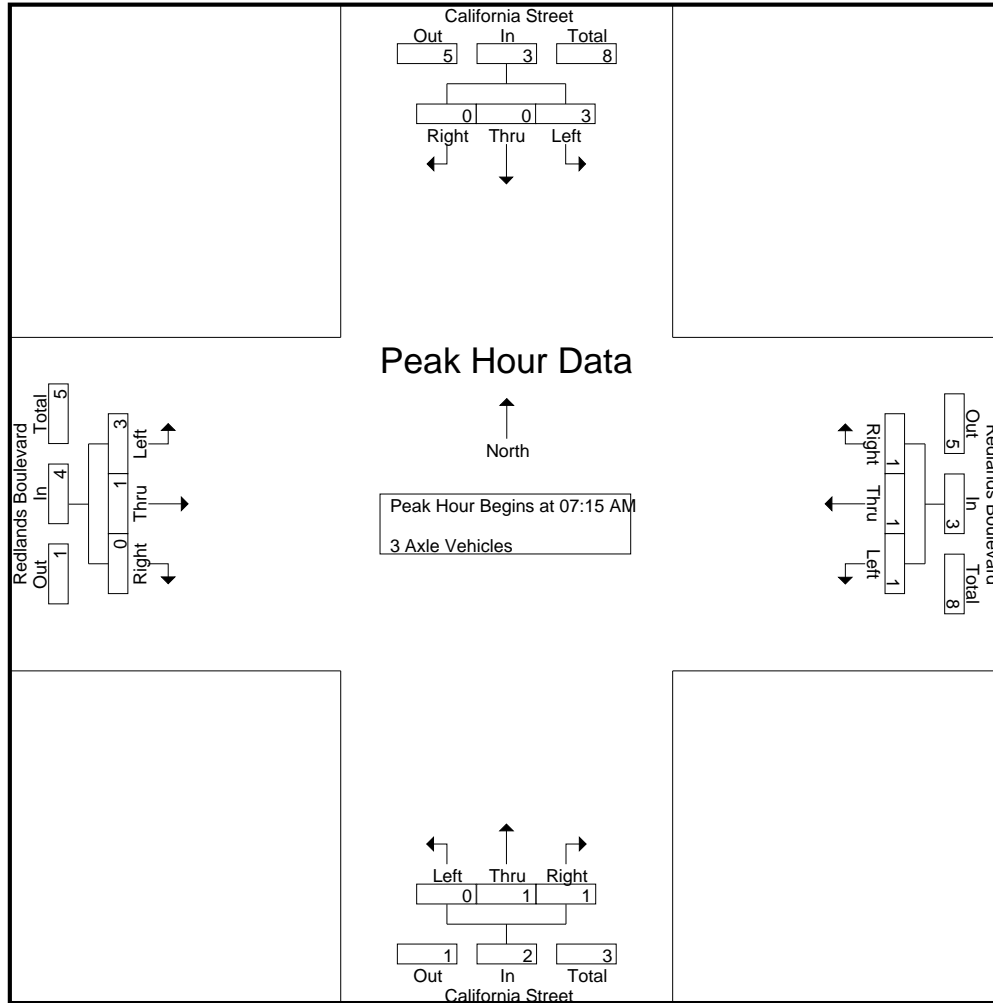 California Street
Out In Total
5 3 8
0 0 3
Right Thru Left
Peak Hour Data
North
Peak Hour Begins at 07:15 AM
3 Axle Vehicles
Redlands Boulevard
Out In Total
1 4 5
3 1 0
Left Thru Right
Redlands Boulevard
Out In Total
5 3 8
1 1 1
Right Thru Left
Left Thru Right
0 1 1
1 2 3
Out In Total
California Street